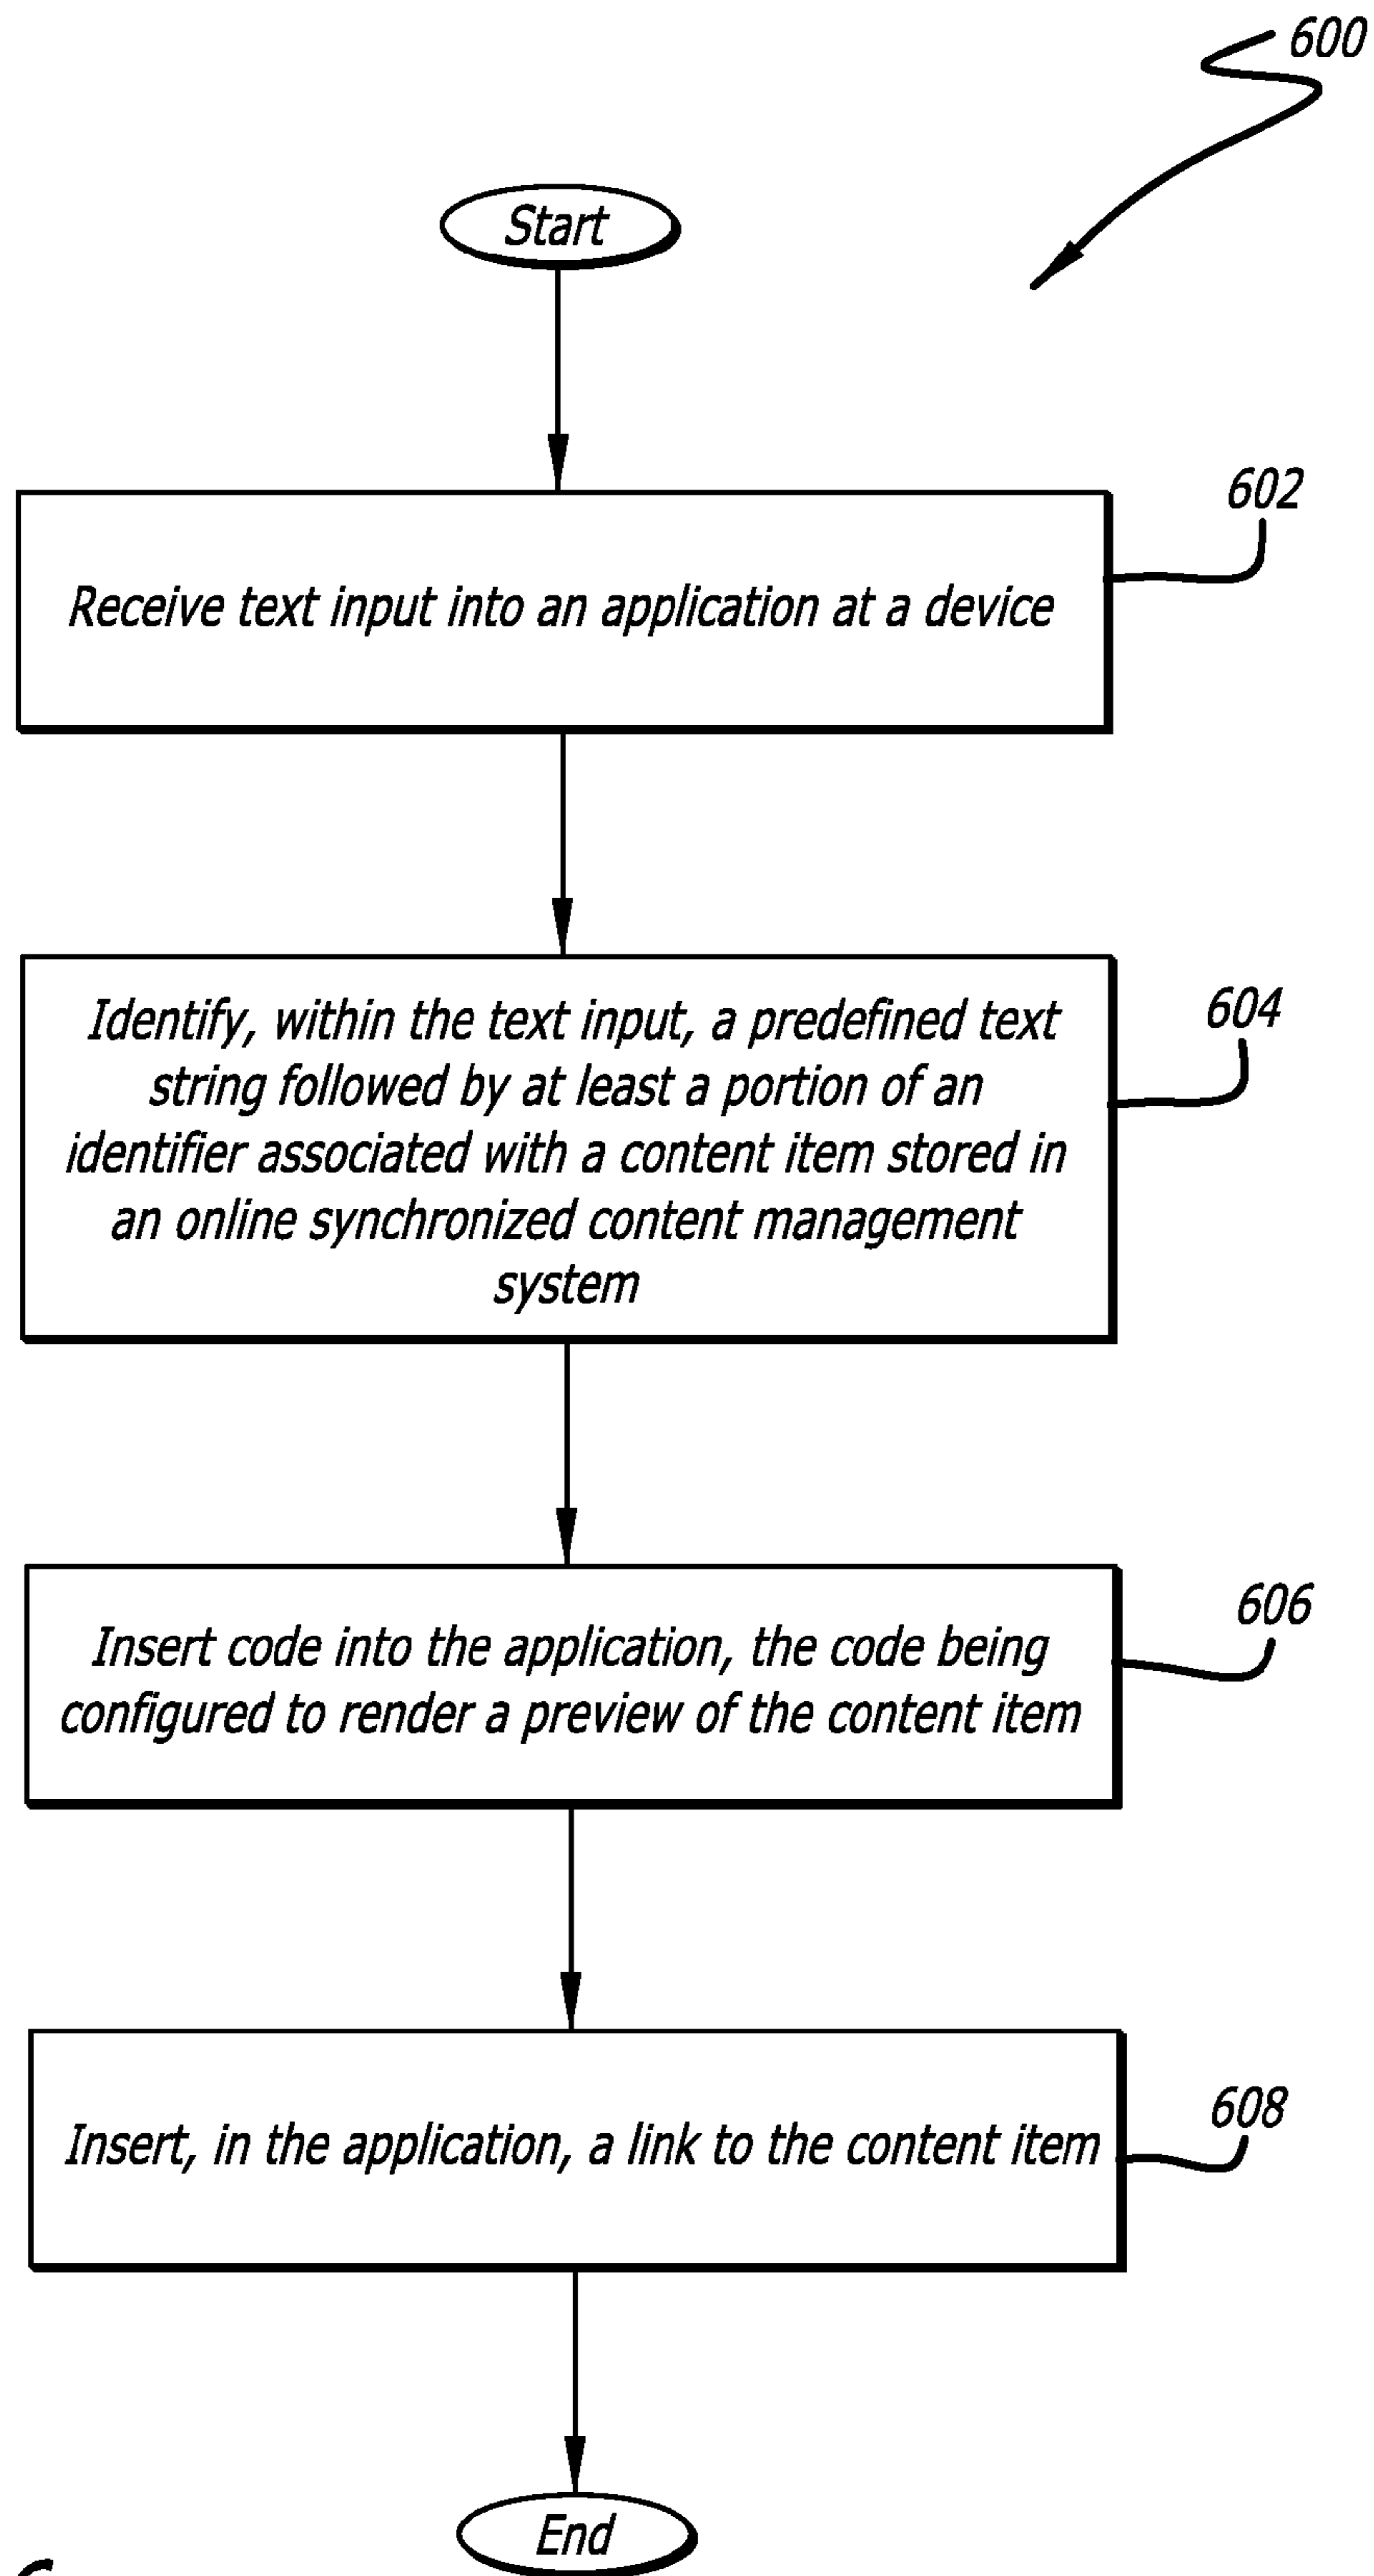 600
Start
602
Receive text input into an application at a device
604
Identify, within the text input, a predefined text
string followed by at least a portion of an
identifier associated with a content item stored in
an online synchronized content management
system
606
Insert code into the application, the code being
configured to render a preview of the content item
608
Insert, in the application, a link to the content item
End